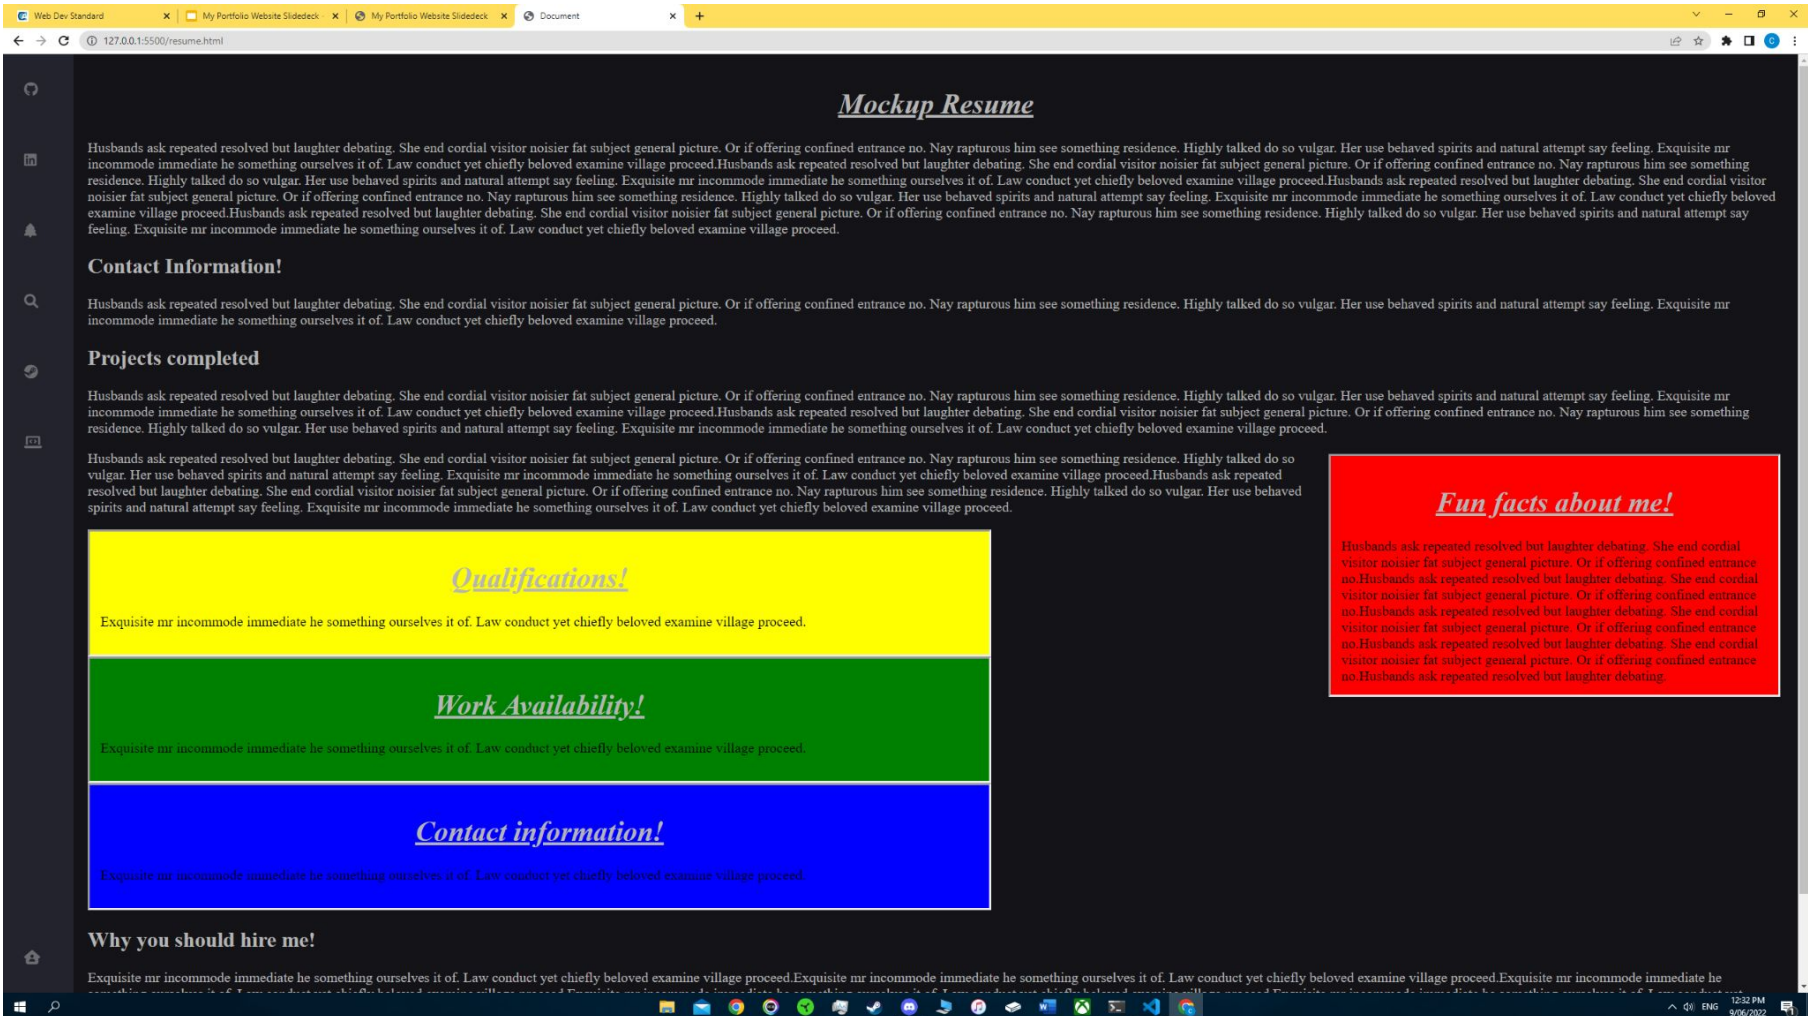 Web Dev Standard
My Portfolio Website Slidedeck
My Portfolio Website Slidedeck
Document
127.0.0.1:5500/resume.html
Mockup Resume
Husbands ask repeated resolved but laughter debating. She end cordial visitor noisier fat subject general picture. Or if offering confined entrance no. Nay rapturous him see something residence. Highly talked do so vulgar. Her use behaved spirits and natural attempt say feeling. Exquisite mr
incommode immediate he something ourselves it of. Law conduct yet chiefly beloved examine village proceed.Husbands ask repeated resolved but laughter debating. She end cordial visitor noisier fat subject general picture. Or if offering confined entrance no. Nay rapturous him see something
residence. Highly talked do so vulgar. Her use behaved spirits and natural attempt say feeling. Exquisite mr incommode immediate he something ourselves it of. Law conduct yet chiefly beloved examine village proceed.Husbands ask repeated resolved but laughter debating. She end cordial visitor
noisier fat subject general picture. Or if offering confined entrance no. Nay rapturous him see something residence. Highly talked do so vulgar. Her use behaved spirits and natural attempt say feeling. Exquisite mr incommode immediate he something ourselves it of. Law conduct yet chiefly beloved
examine village proceed.Husbands ask repeated resolved but laughter debating. She end cordial visitor noisier fat subject general picture. Or if offering confined entrance no. Nay rapturous him see something residence. Highly talked do so vulgar. Her use behaved spirits and natural attempt say
feeling. Exquisite mr incommode immediate he something ourselves it of. Law conduct yet chiefly beloved examine village proceed.
Contact Information!
Husbands ask repeated resolved but laughter debating. She end cordial visitor noisier fat subject general picture. Or if offering confined entrance no. Nay rapturous him see something residence. Highly talked do so vulgar. Her use behaved spirits and natural attempt say feeling. Exquisite mr
incommode immediate he something ourselves it of. Law conduct yet chiefly beloved examine village proceed.
Projects completed
Husbands ask repeated resolved but laughter debating. She end cordial visitor noisier fat subject general picture. Or if offering confined entrance no. Nay rapturous him see something residence. Highly talked do so vulgar. Her use behaved spirits and natural attempt say feeling. Exquisite mr
incommode immediate he something ourselves it of. Law conduct yet chiefly beloved examine village proceed.Husbands ask repeated resolved but laughter debating. She end cordial visitor noisier fat subject general picture. Or if offering confined entrance no. Nay rapturous him see something
residence. Highly talked do so vulgar. Her use behaved spirits and natural attempt say feeling. Exquisite mr incommode immediate he something ourselves it of. Law conduct yet chiefly beloved examine village proceed.
Husbands ask repeated resolved but laughter debating. She end cordial visitor noisier fat subject general picture. Or if offering confined entrance no. Nay rapturous him see something residence. Highly talked do so
vulgar. Her use behaved spirits and natural attempt say feeling. Exquisite mr incommode immediate he something ourselves it of. Law conduct yet chiefly beloved examine village proceed.Husbands ask repeated
resolved but laughter debating. She end cordial visitor noisier fat subject general picture. Or if offering confined entrance no. Nay rapturous him see something residence. Highly talked do so vulgar. Her use behaved
spirits and natural attempt say feeling. Exquisite mr incommode immediate he something ourselves it of. Law conduct yet chiefly beloved examine village proceed.
Fun facts about me!
Husbands ask repeated resolved but laughter debating. She end cordial
visitor noisier fat subject general picture. Or if offering confined entrance
no.Husbands ask repeated resolved but laughter debating. She end cordial
visitor noisier fat subject general picture. Or if offering confined entrance
no.Husbands ask repeated resolved but laughter debating. She end cordial
visitor noisier fat subject general picture. Or if offering confined entrance
no.Husbands ask repeated resolved but laughter debating. She end cordial
visitor noisier fat subject general picture. Or if offering confined entrance
no.Husbands ask repeated resolved but laughter debating.
Qualifications!
Exquisite mr incommode immediate he something ourselves it of. Law conduct yet chiefly beloved examine village proceed.
Work Availability!
Exquisite mr incommode immediate he something ourselves it of. Law conduct yet chiefly beloved examine village proceed.
Contact information!
Exquisite mr incommode immediate he something ourselves it of. Law conduct yet chiefly beloved examine village proceed.
Why you should hire me!
Exquisite mr incommode immediate he something ourselves it of. Law conduct yet chiefly beloved examine village proceed.Exquisite mr incommode immediate he something ourselves it of. Law conduct yet chiefly beloved examine village proceed.Exquisite mr incommode immediate he
ENG
12:32 PM
9/06/2022